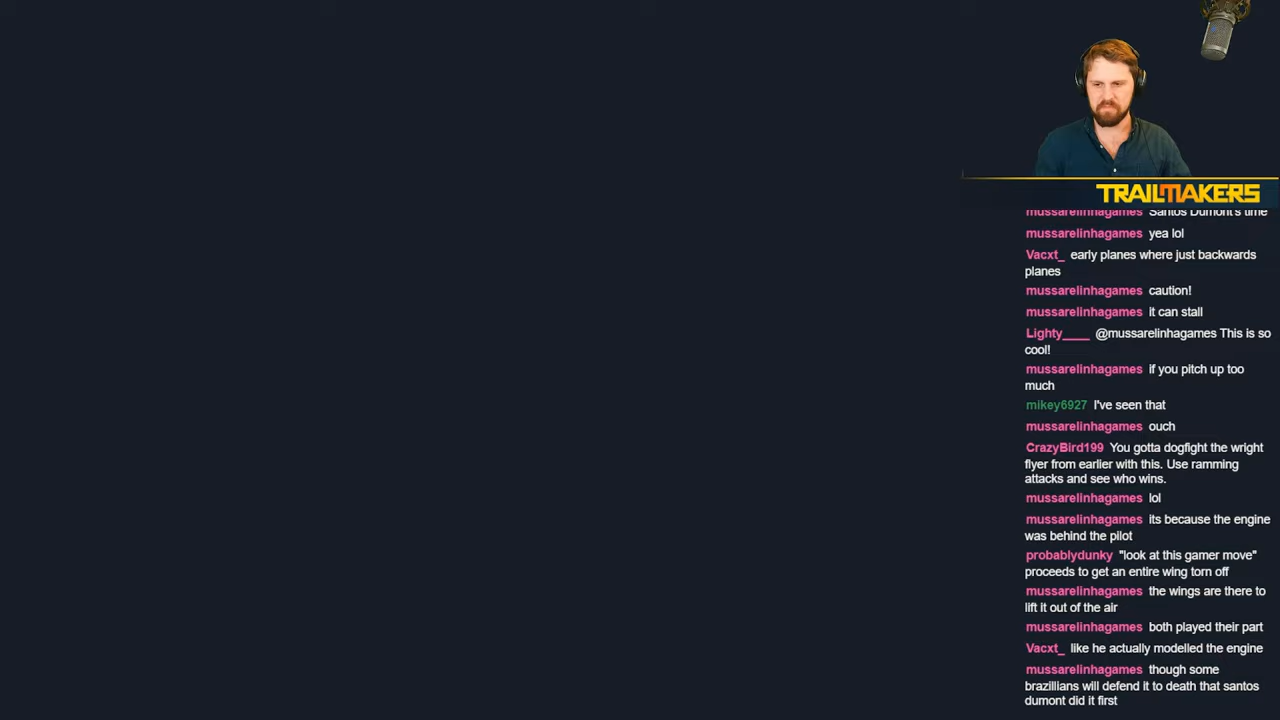 TRAILMAKERS
mussarelinhagames Santos Dumont's time
mussarelinhagames yea lol
Vacxt_ early planes where just backwards
planes
mussarelinhagames caution!
mussarelinhagames it can stall
Lighty____ @mussarelinhagames This is so
cool!
mussarelinhagames if you pitch up too
much
mikey6927 I've seen that
mussarelinhagames ouch
CrazyBird199 You gotta dogfight the wright
flyer from earlier with this. Use ramming
attacks and see who wins.
mussarelinhagames lol
mussarelinhagames its because the engine
was behind the pilot
probablydunky "look at this gamer move"
proceeds to get an entire wing torn off
mussarelinhagames the wings are there to
lift it out of the air
mussarelinhagames both played their part
Vacxt_ like he actually modelled the engine
mussarelinhagames though some
brazillians will defend it to death that santos
dumont did it first